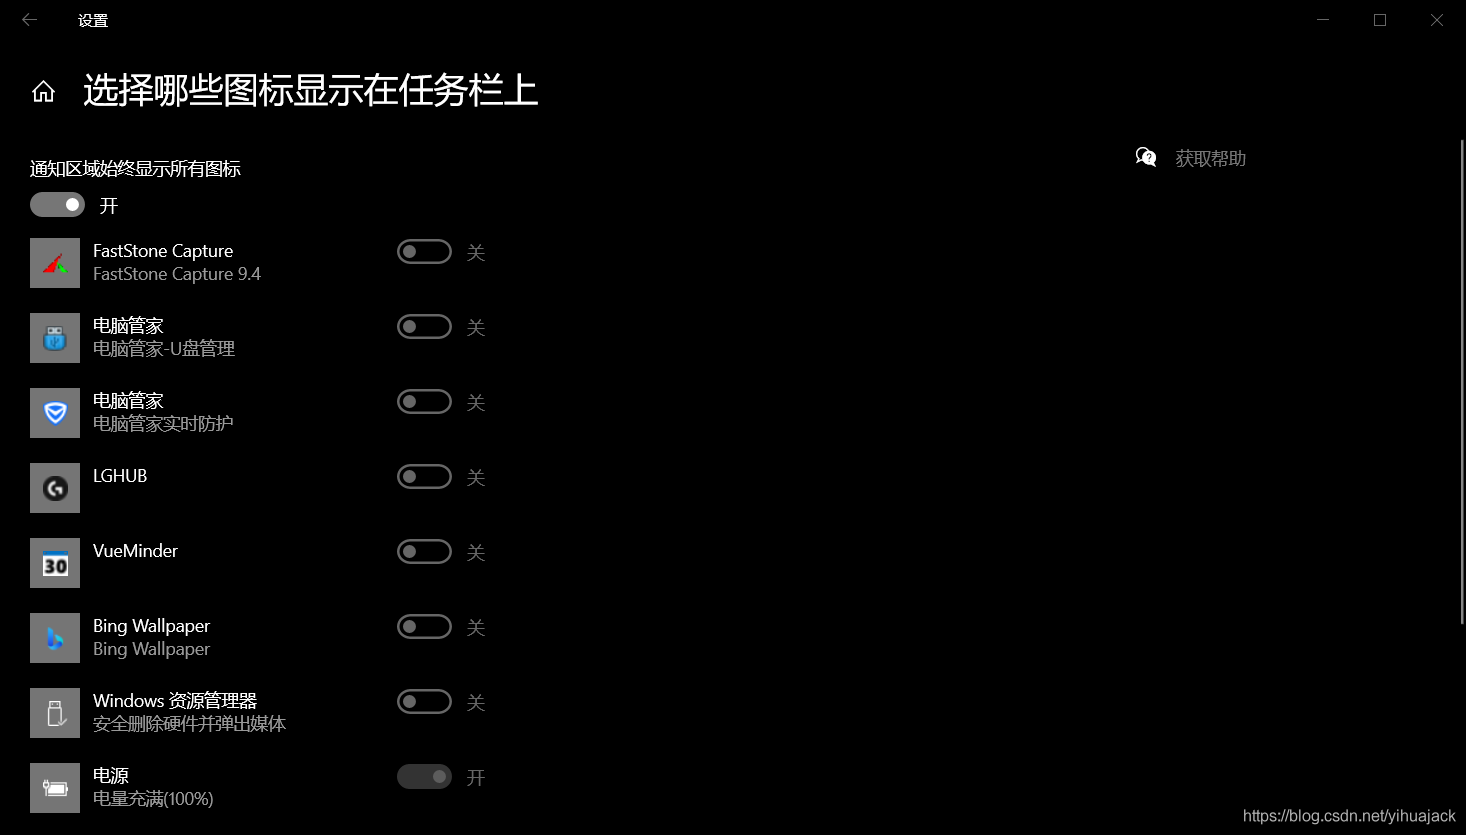 设置
选择哪些图标显示在任务栏上
通知区域始终显示所有图标
开
获取帮助
FastStone Capture
FastStone Capture 9.4
关
电脑管家
电脑管家-U盘管理
关
电脑管家
电脑管家实时防护
关
LGHUB
关
30
VueMinder
关
Bing Wallpaper
Bing Wallpaper
关
Windows 资源管理器
安全删除硬件并弹出媒体
关
电源
电量充满(100%)
开
https://blog.csdn.net/yihuajack